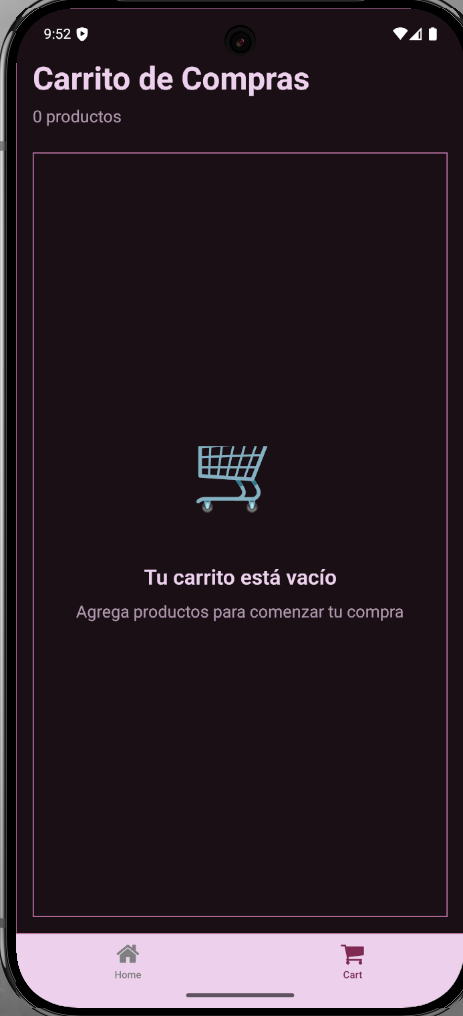 9:52
Carrito de Compras
0 productos
Tu carrito está vacío
Agrega productos para comenzar tu compra
Home
Cart